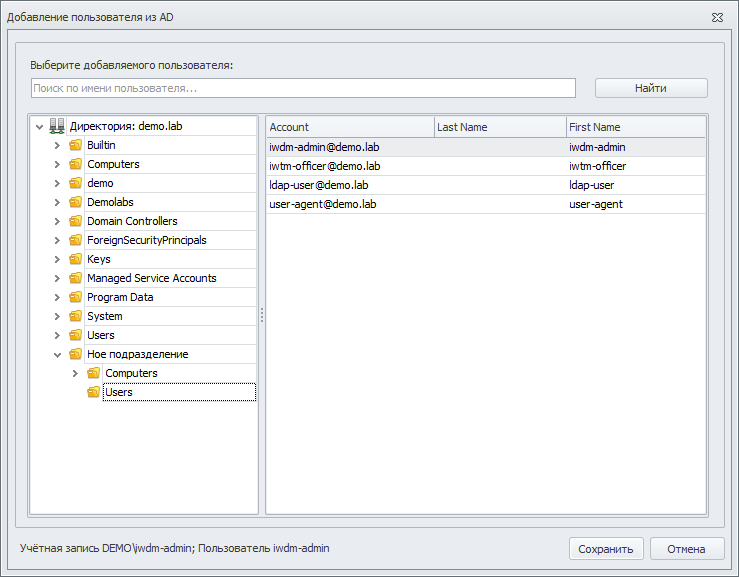 Добавление пользователя из AD
Выберите добавляемого пользователя:
Поиск по имени пользователя...
Найти
Директория: demo.lab
Builtin
Computers
demo
Demolabs
Domain Controllers
ForeignSecurityPrincipals
Keys
Managed Service Accounts
Program Data
System
Users
Ное подразделение
Computers
Users
Account Last Name First Name
iwdm-admin@demo.lab iwdm-admin
iwtm-officer@demo.lab iwtm-officer
ldap-user@demo.lab ldap-user
user-agent@demo.lab user-agent
Учётная запись DEMO\iwdm-admin; Пользователь iwdm-admin
Сохранить
Отмена